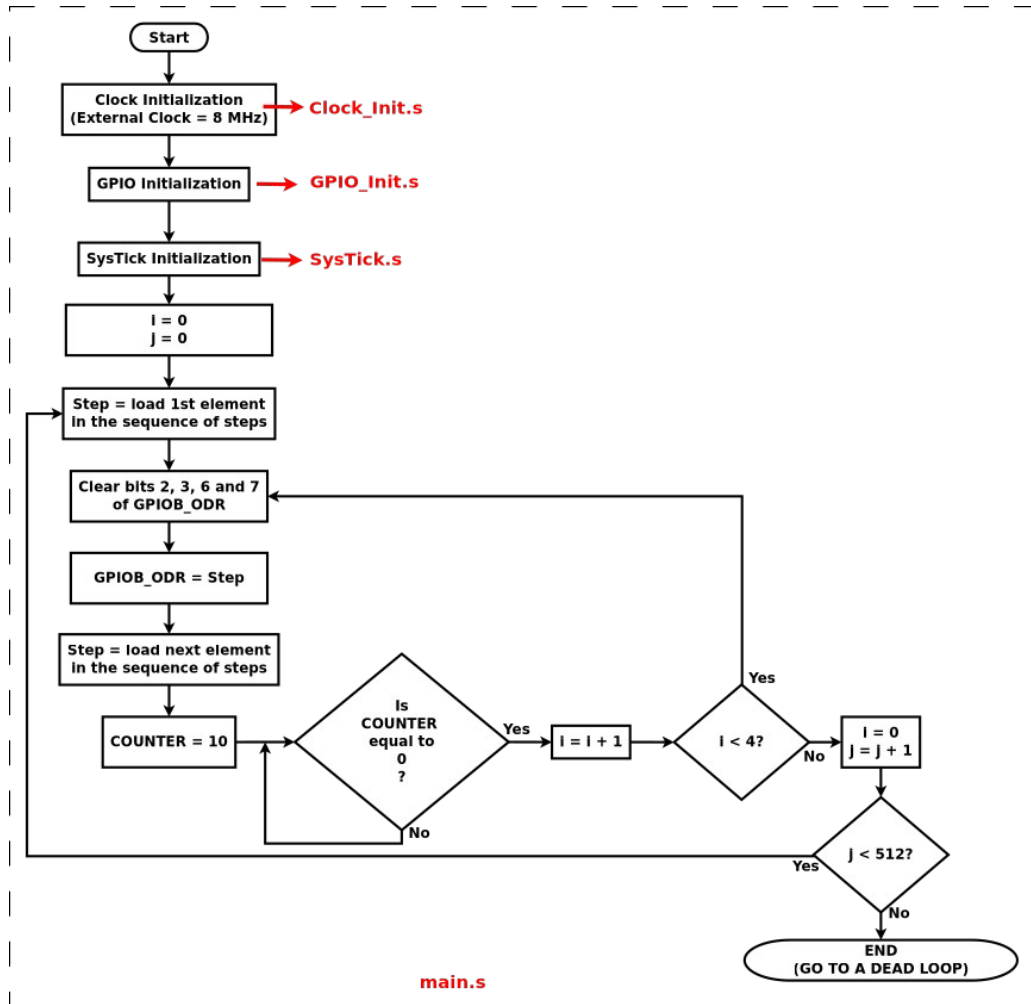 Start
Clock Initialization
(External Clock = 8 MHz)
Clock_Init.s
GPIO Initialization
GPIO_Init.s
SysTick Initialization
SysTick.s
i = 0
j = 0
Step = load 1st element
in the sequence of steps
Clear bits 2, 3, 6 and 7
of GPIOB_ODR
GPIOB_ODR = Step
Step = load next element
in the sequence of steps
COUNTER = 10
Is
COUNTER
equal to
0
?
Yes
No
i = i + 1
i < 4?
Yes
No
i = 0
j = j + 1
j < 512?
Yes
No
END
(GO TO A DEAD LOOP)
main.s